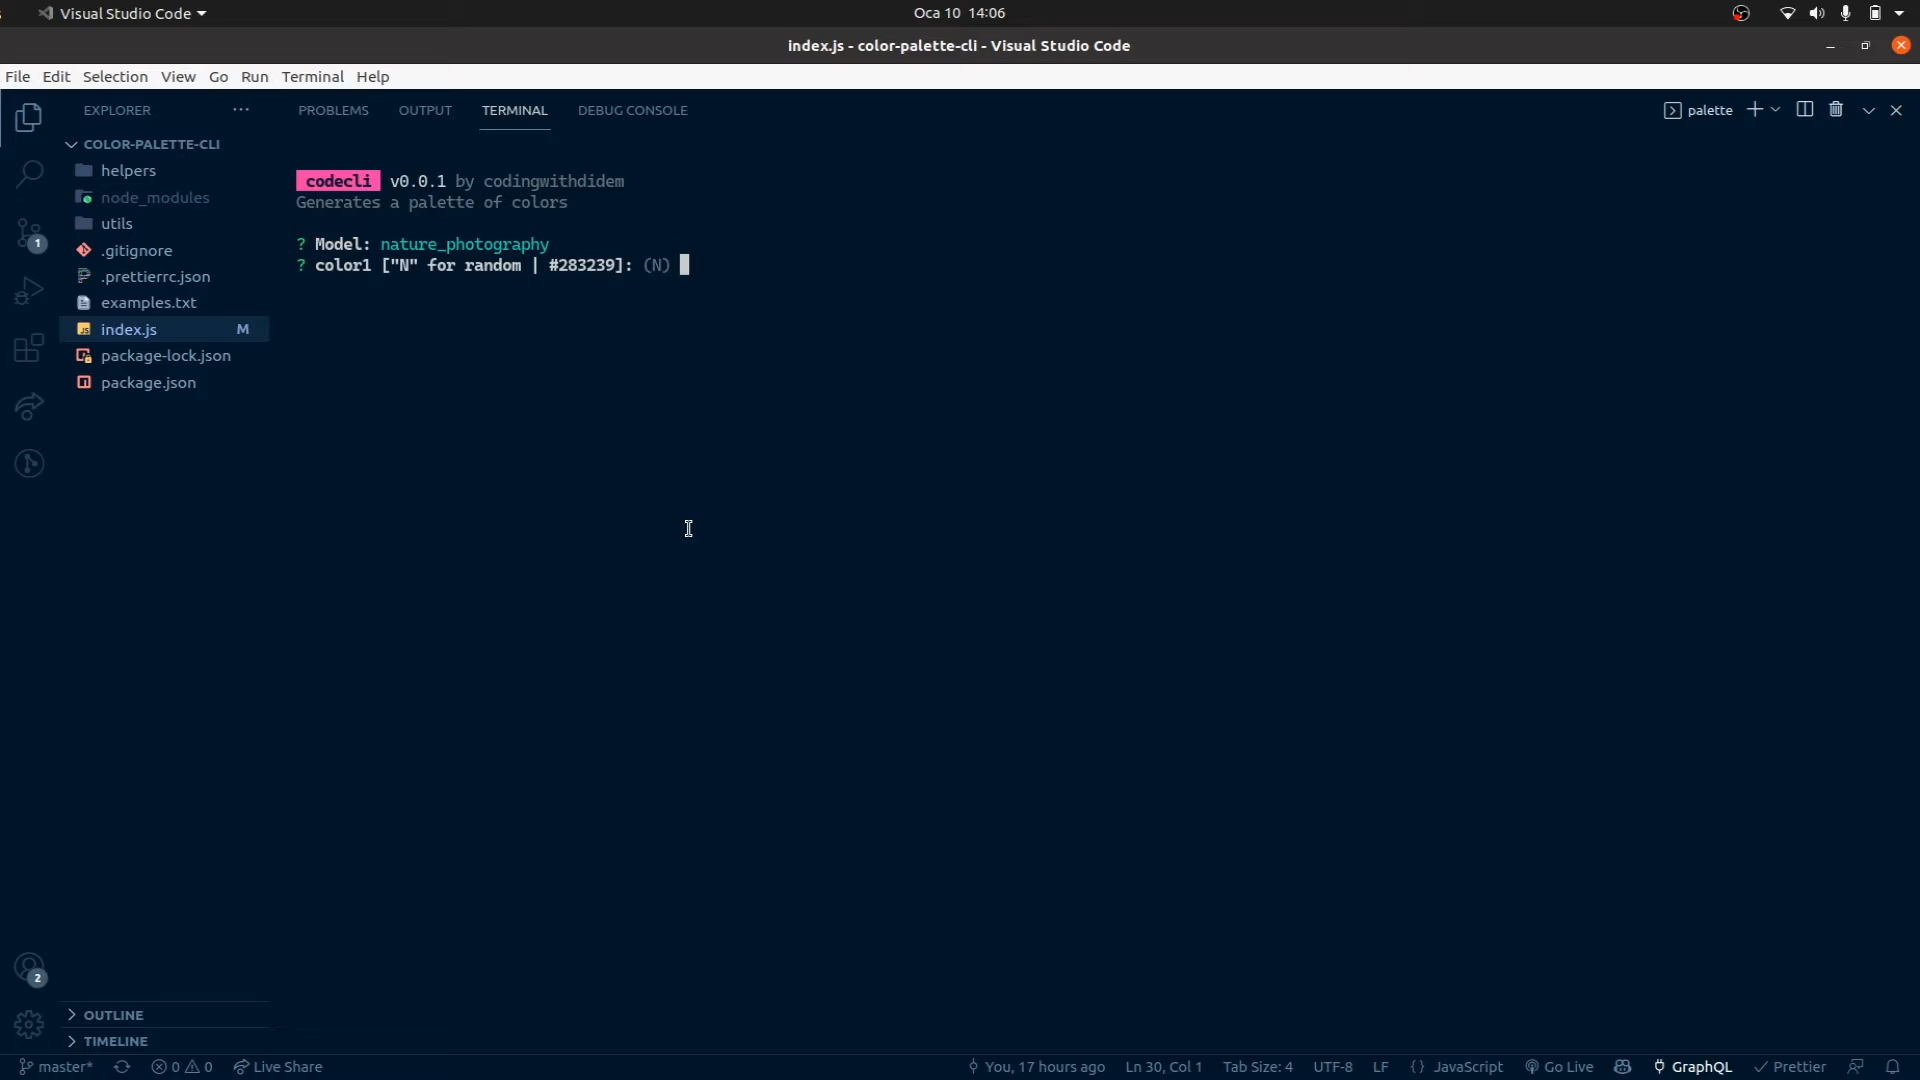 Visual Studio Code
Oca 10 14:06
index.js - color-palette-cli - Visual Studio Code
File Edit Selection View Go Run Terminal Help
EXPLORER
COLOR-PALETTE-CLI
helpers
node_modules
utils
.gitignore
.prettierrc.json
examples.txt
index.js M
package-lock.json
package.json
OUTLINE
TIMELINE
1
2
PROBLEMS OUTPUT TERMINAL DEBUG CONSOLE
palette
codecli v0.0.1 by codingwithdidem
Generates a palette of colors
? Model: nature_photography
? color1 ["N" for random | #283239]: (N)
master* 0 0 Live Share
You, 17 hours ago Ln 30, Col 1 Tab Size: 4 UTF-8 LF {} JavaScript Go Live GraphQL Prettier